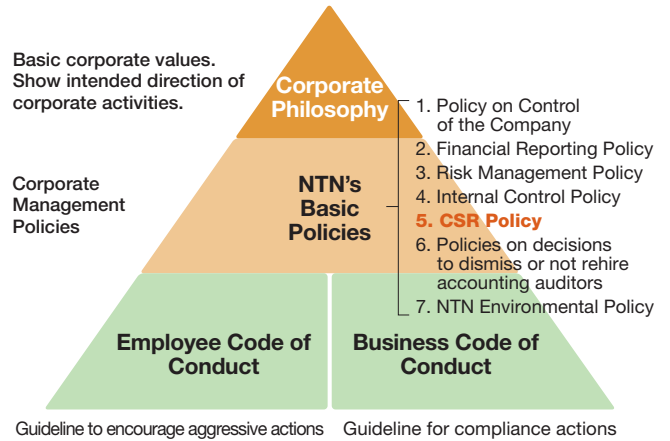 Basic corporate values.
Show intended direction of
corporate activities.
Corporate
Philosophy
Corporate
Management
Policies
NTN's
Basic
Policies
1. Policy on Control
of the Company
2. Financial Reporting Policy
3. Risk Management Policy
4. Internal Control Policy
5. CSR Policy
6. Policies on decisions
to dismiss or not rehire
accounting auditors
7. NTN Environmental Policy
Employee Code of
Conduct
Business Code of
Conduct
Guideline to encourage aggressive actions
Guideline for compliance actions